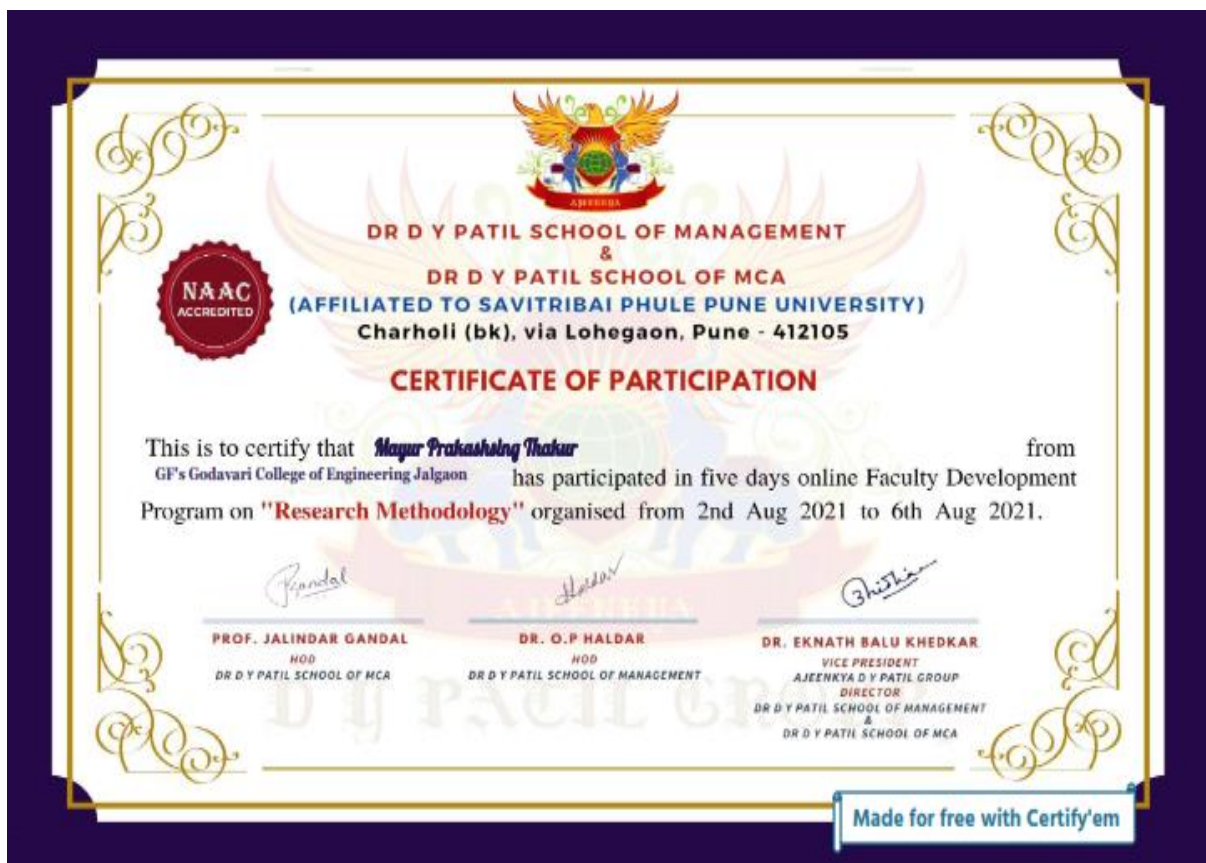 AJEENKYA
DR D Y PATIL SCHOOL OF MANAGEMENT
&
DR D Y PATIL SCHOOL OF MCA
(AFFILIATED TO SAVITRIBAI PHULE PUNE UNIVERSITY)
Charholi (bk), via Lohegaon, Pune - 412105
NAAC
ACCREDITED
CERTIFICATE OF PARTICIPATION
This is to certify that Mayur Prakashsing Thakur from
GF's Godavari College of Engineering Jalgaon has participated in five days online Faculty Development
Program on "Research Methodology" organised from 2nd Aug 2021 to 6th Aug 2021.
Gandal
Haldar
PROF. JALINDAR GANDAL
HOD
DR D Y PATIL SCHOOL OF MCA
DR. O.P HALDAR
HOD
DR D Y PATIL SCHOOL OF MANAGEMENT
DR. EKNATH BALU KHEDKAR
VICE PRESIDENT
AJEENKYA D Y PATIL GROUP
DIRECTOR
DR D Y PATIL SCHOOL OF MANAGEMENT
&
DR D Y PATIL SCHOOL OF MCA
D Y PATIL GROUP
Made for free with Certify'em